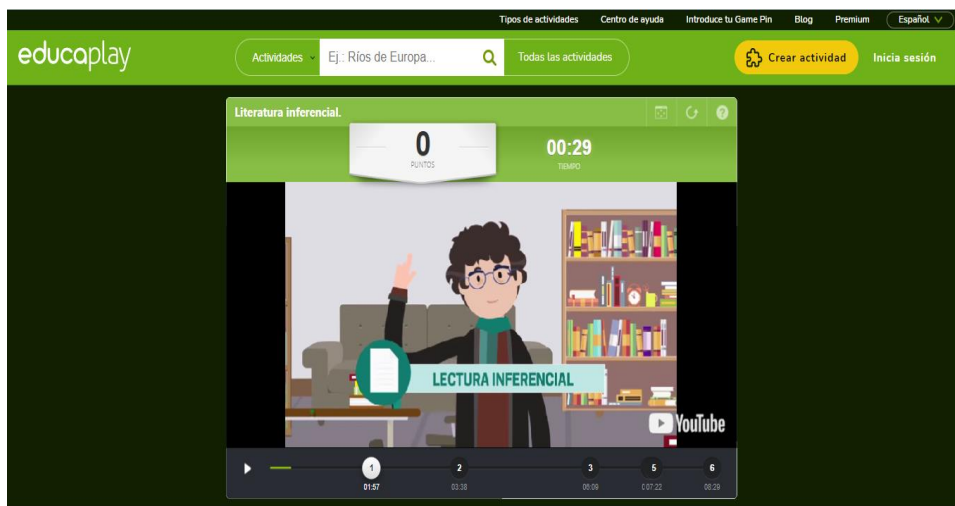 Tipos de actividades Centro de ayuda Introduce tu Game Pin Blog Premium Español
educaplay Actividades Ej.: Ríos de Europa... Todas las actividades Crear actividad Inicia sesión
Literatura inferencial.
0
PUNTOS
00:29
TIEMPO
LECTURA INFERENCIAL
YouTube
1 2 3 5 6
01:57 03:38 06:09 07:22 08:29